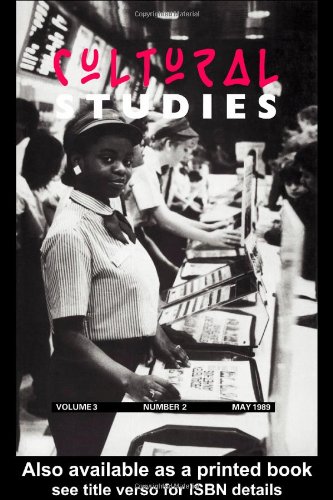 CULTURAL
STUDIES
VOLUME 3 NUMBER 2 MAY 1989
Also available as a printed book
see title verso for ISBN details